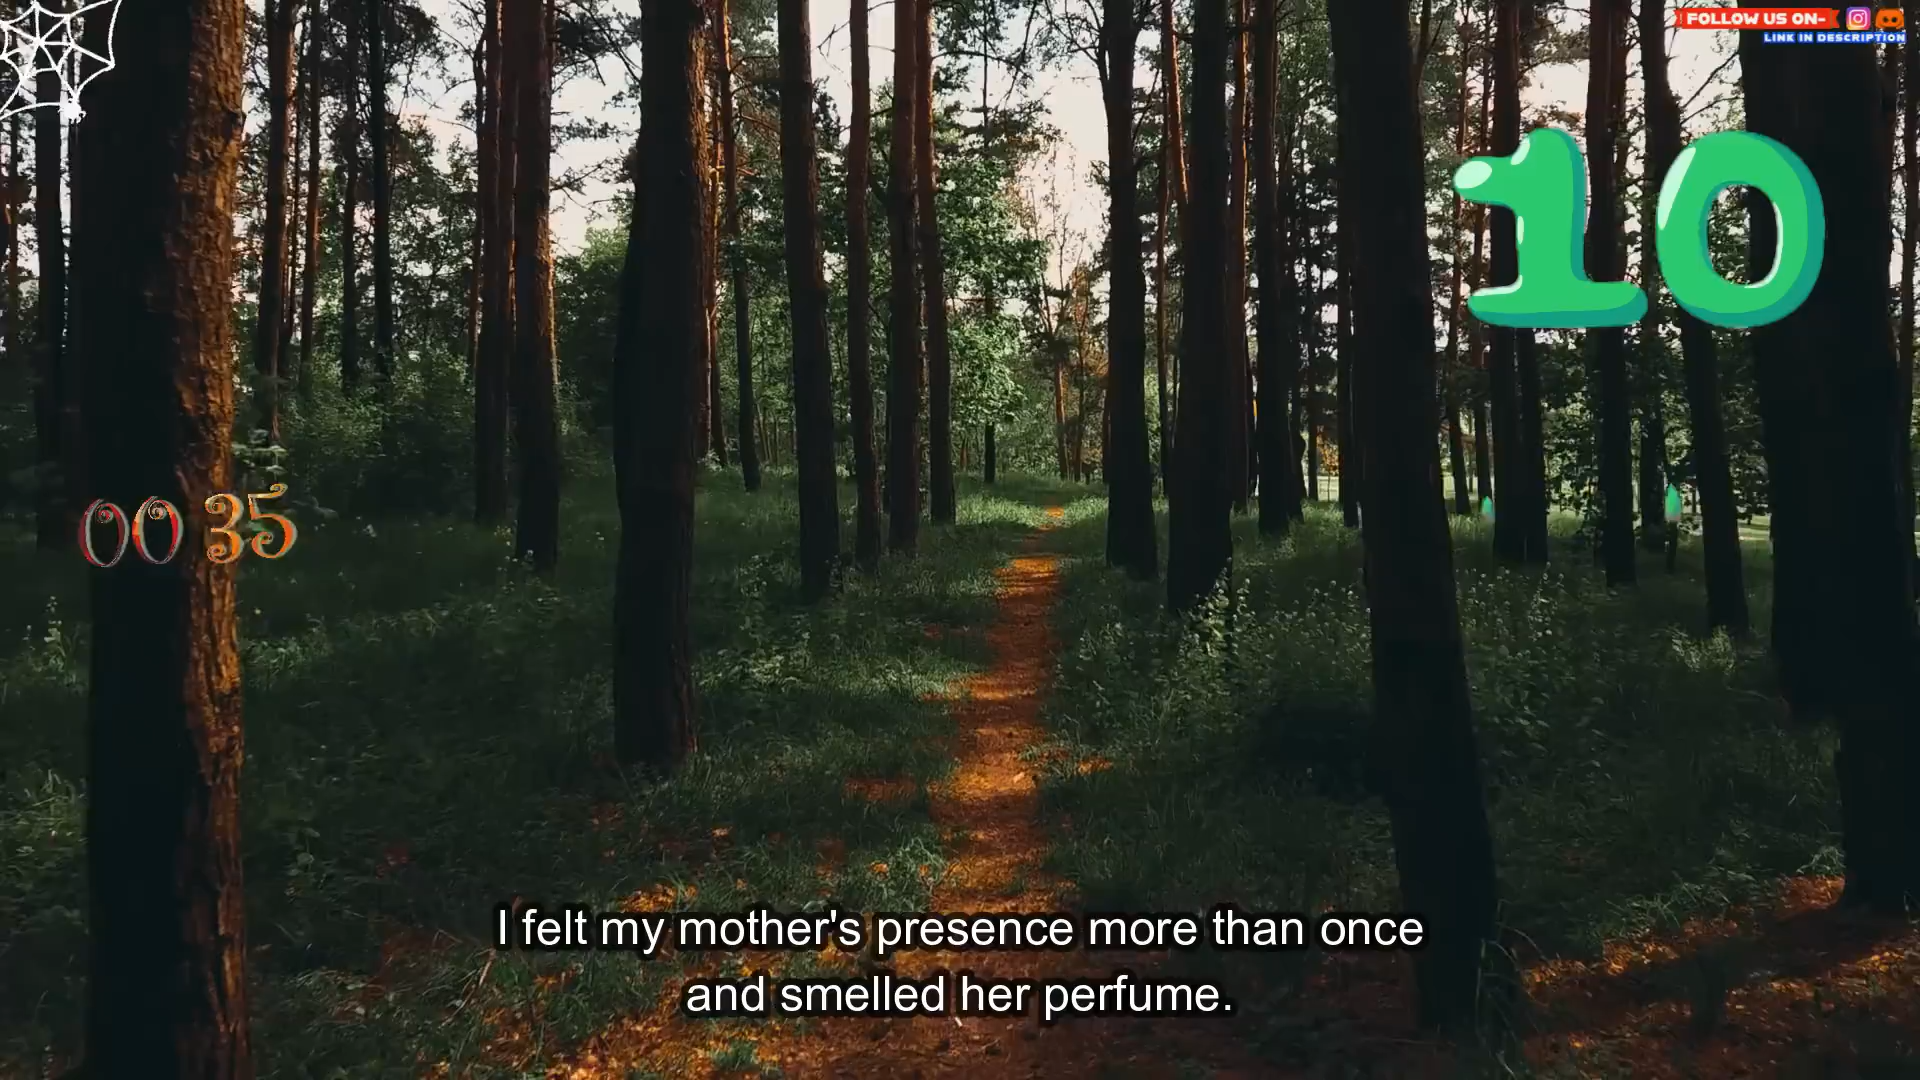 FOLLOW US ON-
LINK IN DESCRIPTION
10
00 35
I felt my mother's presence more than once
and smelled her perfume.